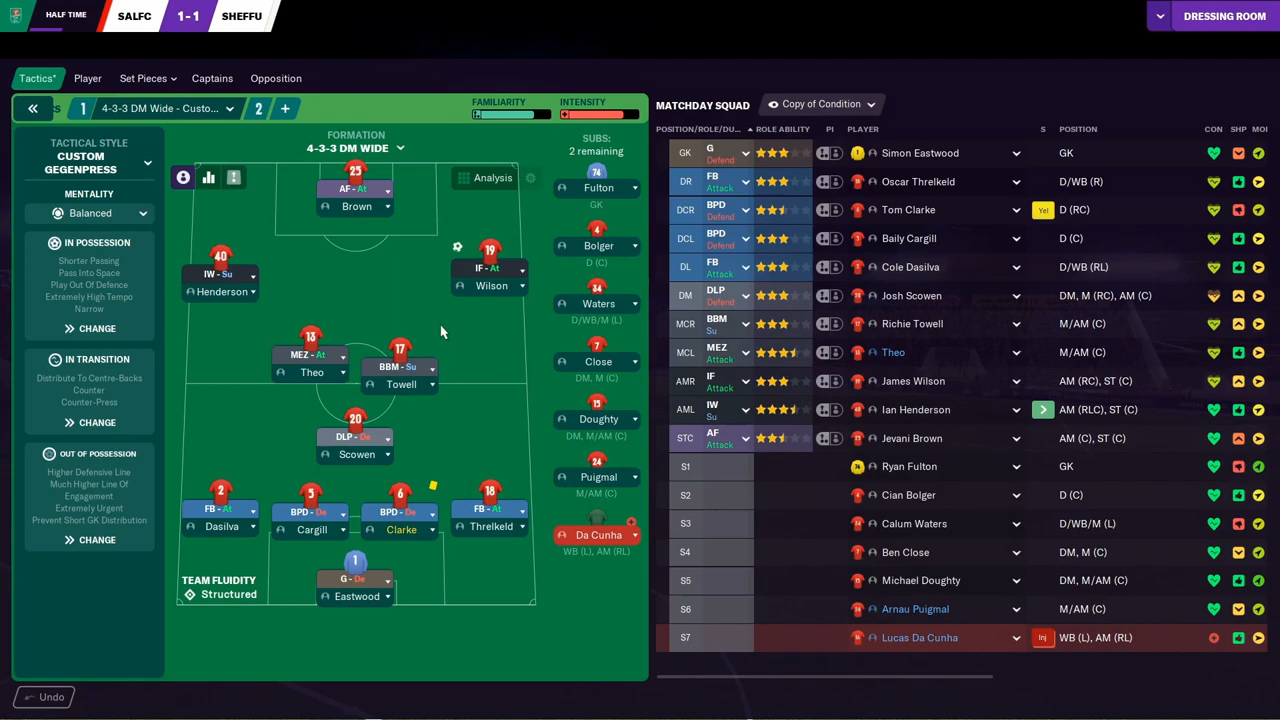 HALF TIME SALFC 1 - 1 SHEFFU DRESSING ROOM
Tactics* Player Set Pieces Captains Opposition
1 4-3-3 DM Wide - Custo... 2 +
FAMILIARITY INTENSITY
TACTICAL STYLE
CUSTOM
GEGENPRESS
MENTALITY
Balanced
IN POSSESSION
Shorter Passing
Pass Into Space
Play Out Of Defence
Extremely High Tempo
Narrow
CHANGE
IN TRANSITION
Distribute To Centre-Backs
Counter
Counter-Press
CHANGE
OUT OF POSSESSION
Higher Defensive Line
Much Higher Line Of
Engagement
Extremely Urgent
Prevent Short GK Distribution
CHANGE
Undo
FORMATION
4-3-3 DM WIDE
Analysis
25
AF - At
Brown
40
IW - Su
Henderson
19
IF - At
Wilson
13
MEZ - At
Theo
17
BBM - Su
Towell
20
DLP - De
Scowen
2
FB - At
Dasilva
5
BPD - De
Cargill
6
BPD - De
Clarke
18
FB - At
Threlkeld
1
G - De
Eastwood
TEAM FLUIDITY
Structured
SUBS:
2 remaining
74
Fulton
GK
4
Bolger
D (C)
34
Waters
D/WB/M (L)
7
Close
DM, M (C)
15
Doughty
DM, M/AM (C)
24
Puigmal
M/AM (C)
Da Cunha
WB (L), AM (RL)
MATCHDAY SQUAD Copy of Condition
POSITION/ROLE/DU... ROLE ABILITY PI PLAYER S POSITION CON SHP MOI
GK G Defend Simon Eastwood GK
DR FB Attack Oscar Threlkeld D/WB (R)
DCR BPD Defend Tom Clarke Yel D (RC)
DCL BPD Defend Baily Cargill D (C)
DL FB Attack Cole Dasilva D/WB (RL)
DM DLP Defend Josh Scowen DM, M (RC), AM (C)
MCR BBM Su Richie Towell M/AM (C)
MCL MEZ Attack Theo M/AM (C)
AMR IF Attack James Wilson AM (RC), ST (C)
AML IW Su Ian Henderson AM (RLC), ST (C)
STC AF Attack Jevani Brown AM (C), ST (C)
S1 Ryan Fulton GK
S2 Cian Bolger D (C)
S3 Calum Waters D/WB/M (L)
S4 Ben Close DM, M (C)
S5 Michael Doughty DM, M/AM (C)
S6 Arnau Puigmal M/AM (C)
S7 Lucas Da Cunha Inj WB (L), AM (RL)